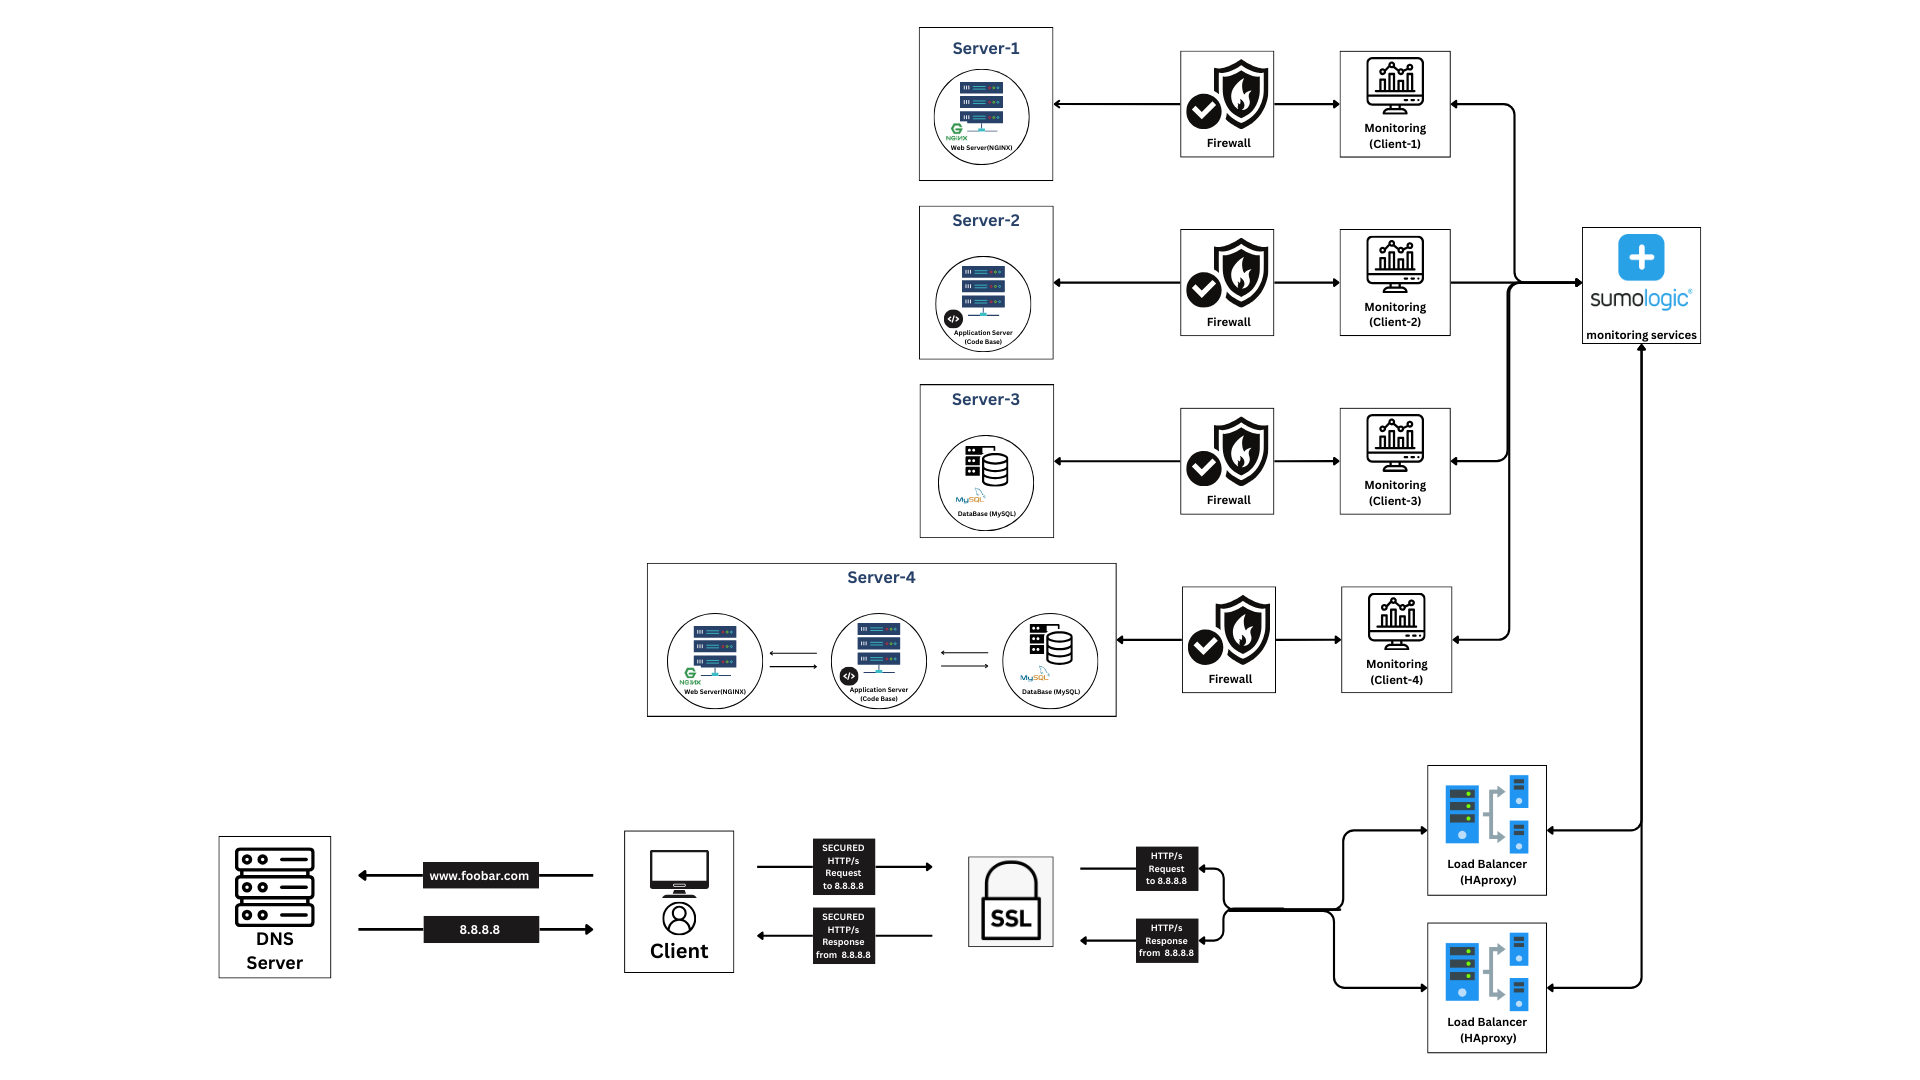 Server-1
NGINX
Web Server(NGINX)
Firewall
Monitoring
(Client-1)
Server-2
</>
Application Server
(Code Base)
Firewall
Monitoring
(Client-2)
sumologic®
monitoring services
Server-3
MySQL
DataBase (MySQL)
Firewall
Monitoring
(Client-3)
Server-4
NGINX
Web Server(NGINX)
</>
Application Server
(Code Base)
MySQL
DataBase (MySQL)
Firewall
Monitoring
(Client-4)
DNS
Server
www.foobar.com
8.8.8.8
Client
SECURED
HTTP/s
Request
to 8.8.8.8
SECURED
HTTP/s
Response
from 8.8.8.8
SSL
HTTP/s
Request
to 8.8.8.8
HTTP/s
Response
from 8.8.8.8
Load Balancer
(HAproxy)
Load Balancer
(HAproxy)